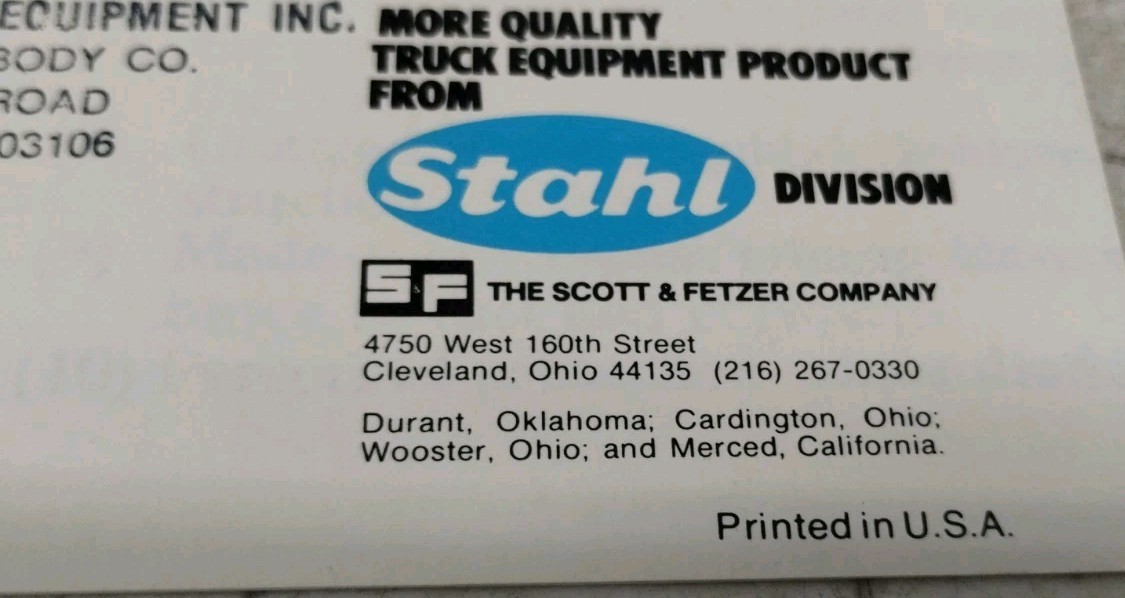 EQUIPMENT INC.
BODY CO.
ROAD
03106
MORE QUALITY
TRUCK EQUIPMENT PRODUCT
FROM
Stahl DIVISION
S&F THE SCOTT & FETZER COMPANY
4750 West 160th Street
Cleveland, Ohio 44135 (216) 267-0330
Durant, Oklahoma; Cardington, Ohio;
Wooster, Ohio; and Merced, California.
Printed in U.S.A.